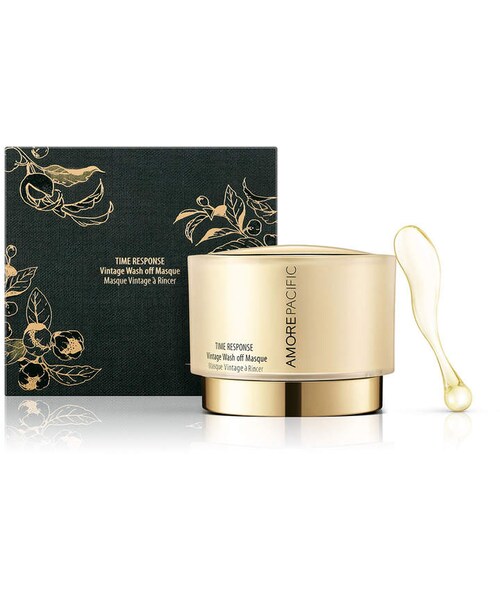 TIME RESPONSE
Vintage Wash off Masque
Masque Vintage à Rincer
TIME RESPONSE
Vintage Wash off Masque
Masque Vintage à Rincer
AMOREPACIFIC